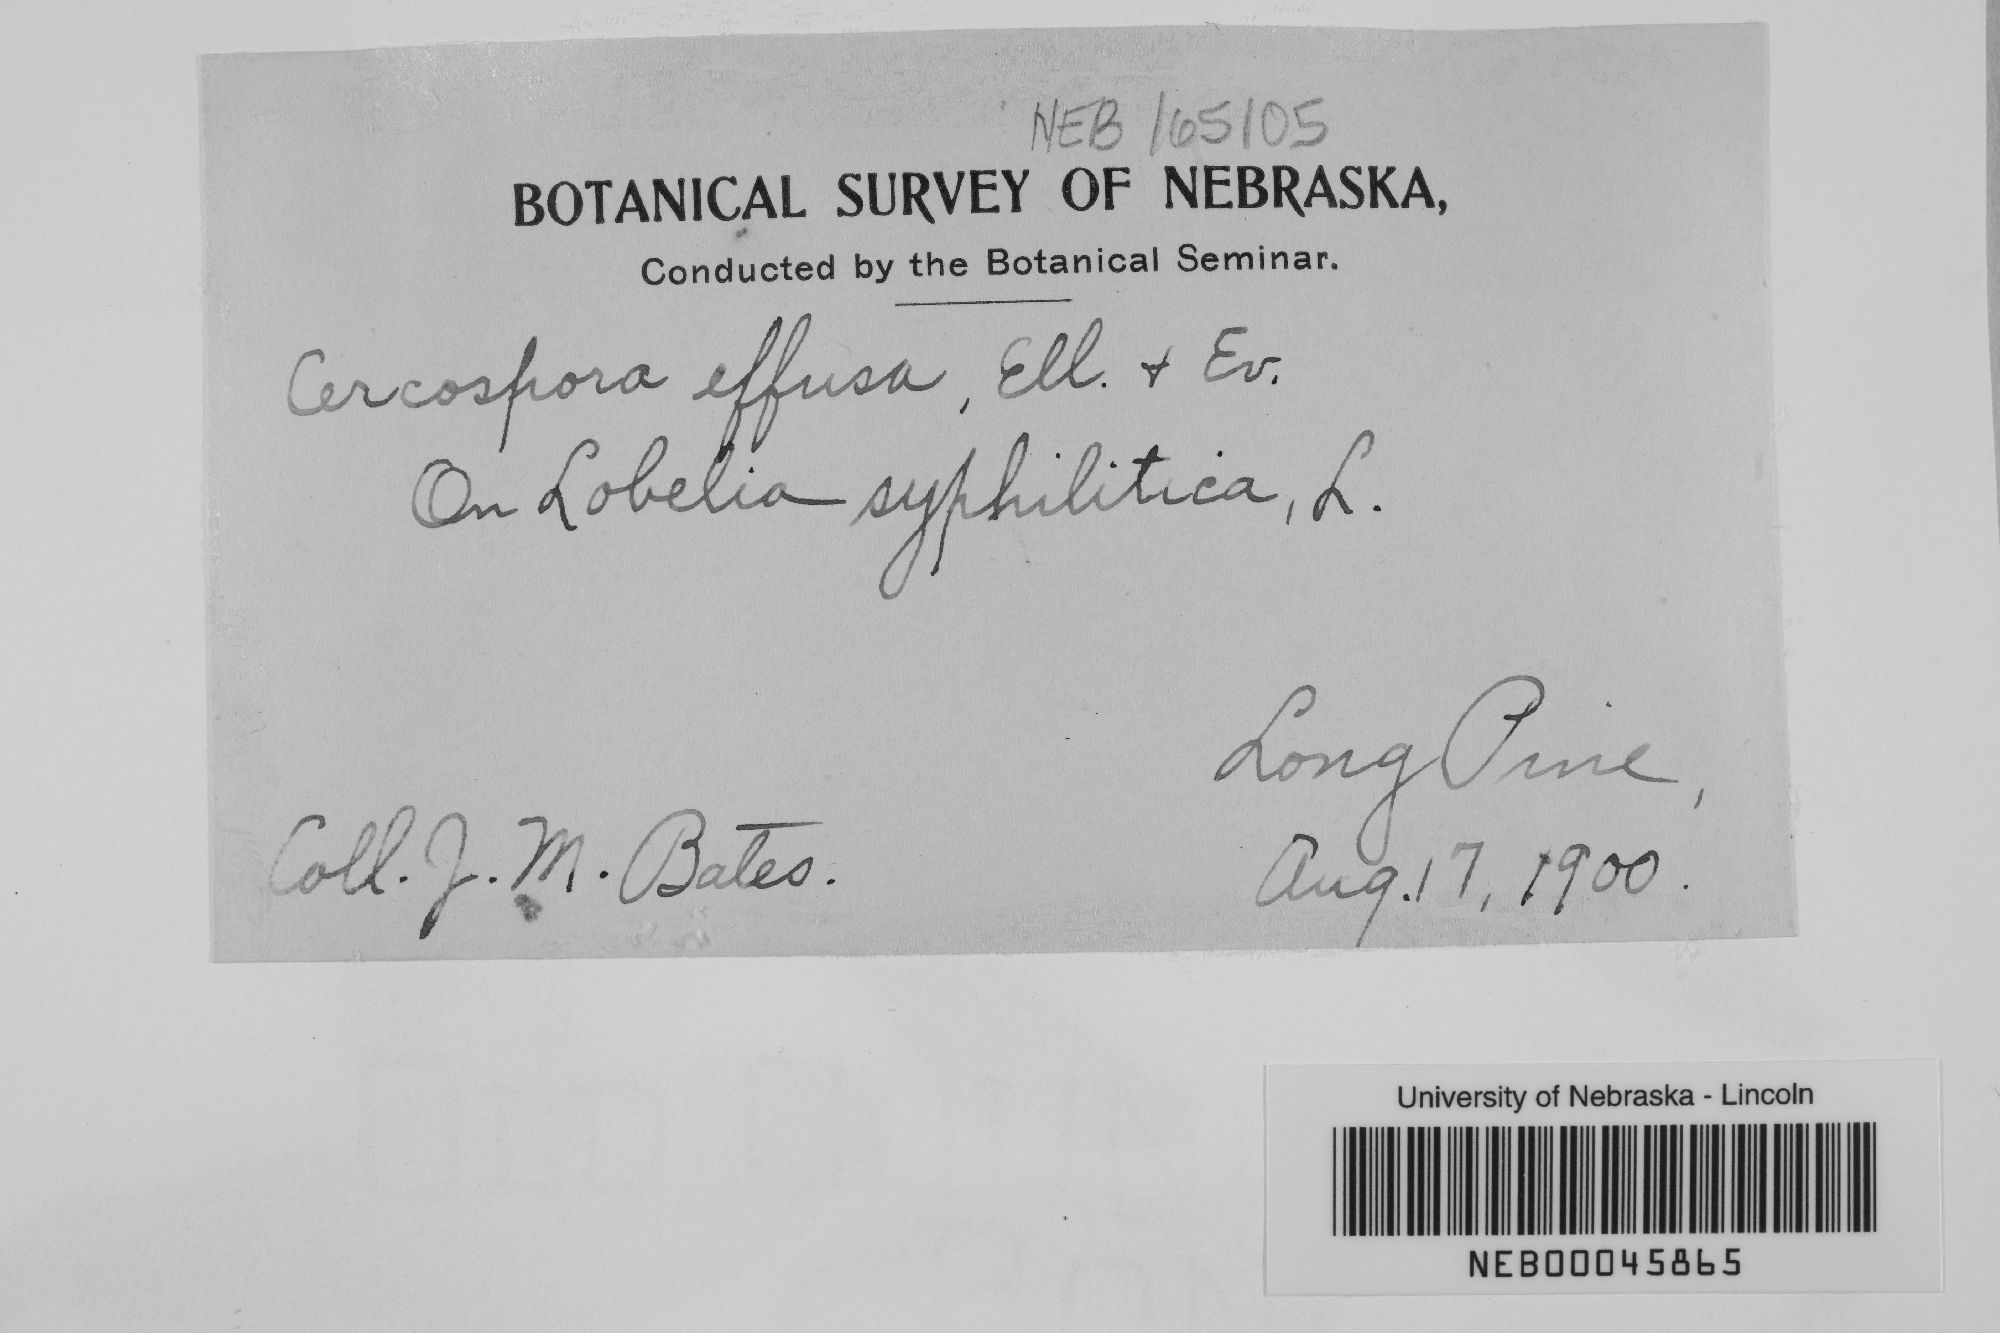 NEB 165105
BOTANICAL SURVEY OF NEBRASKA,
Conducted by the Botanical Seminar.
Cercospora effusa, Ell. + Ev.
On Lobelia syphilitica, L.
Long Pine,
Coll. J. M. Bates.
Aug. 17, 1900.
University of Nebraska - Lincoln
NEB00045865